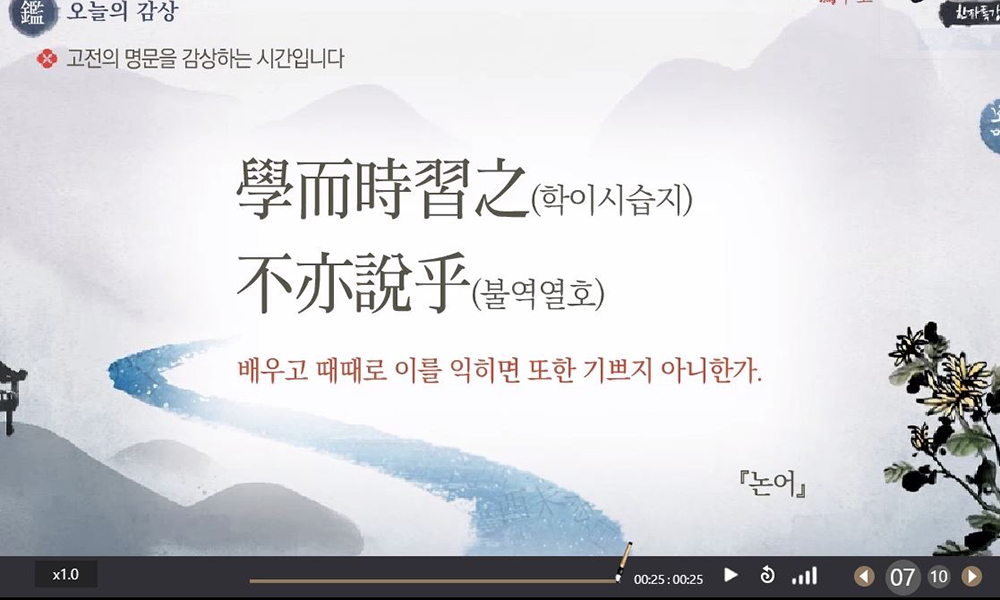 鑑 오늘의 감상
고전의 명문을 감상하는 시간입니다
學而時習之(학이시습지)
不亦說乎(불역열호)
배우고 때때로 이를 익히면 또한 기쁘지 아니한가.
『논어』
x1.0
00:25 : 00:25
07
10